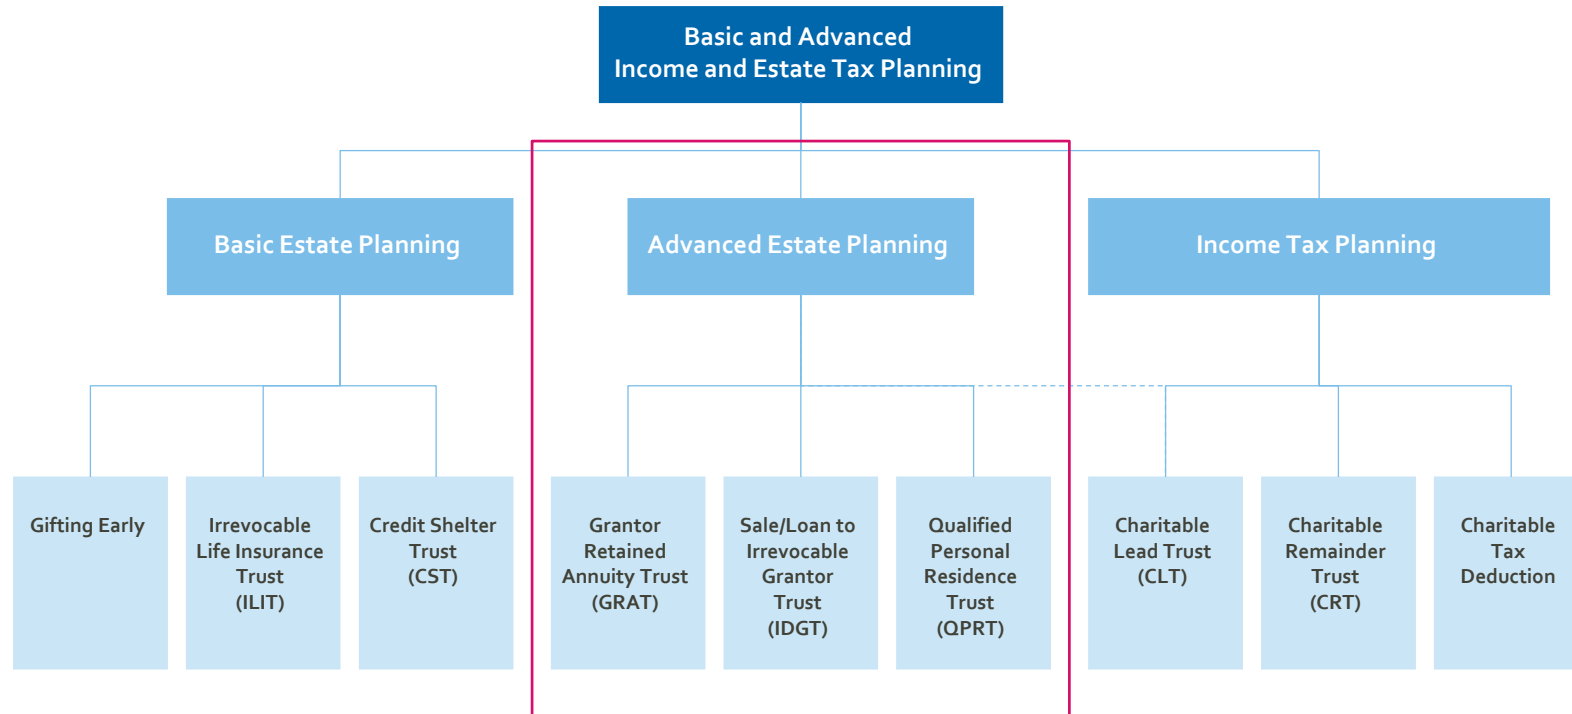 Basic and Advanced
Income and Estate Tax Planning
Basic Estate Planning
Advanced Estate Planning
Income Tax Planning
Gifting Early
Irrevocable
Life Insurance
Trust
(ILIT)
Credit Shelter
Trust
(CST)
Grantor
Retained
Annuity Trust
(GRAT)
Sale/Loan to
Irrevocable
Grantor
Trust
(IDGT)
Qualified
Personal
Residence
Trust
(QPRT)
Charitable
Lead Trust
(CLT)
Charitable
Remainder
Trust
(CRT)
Charitable
Tax
Deduction